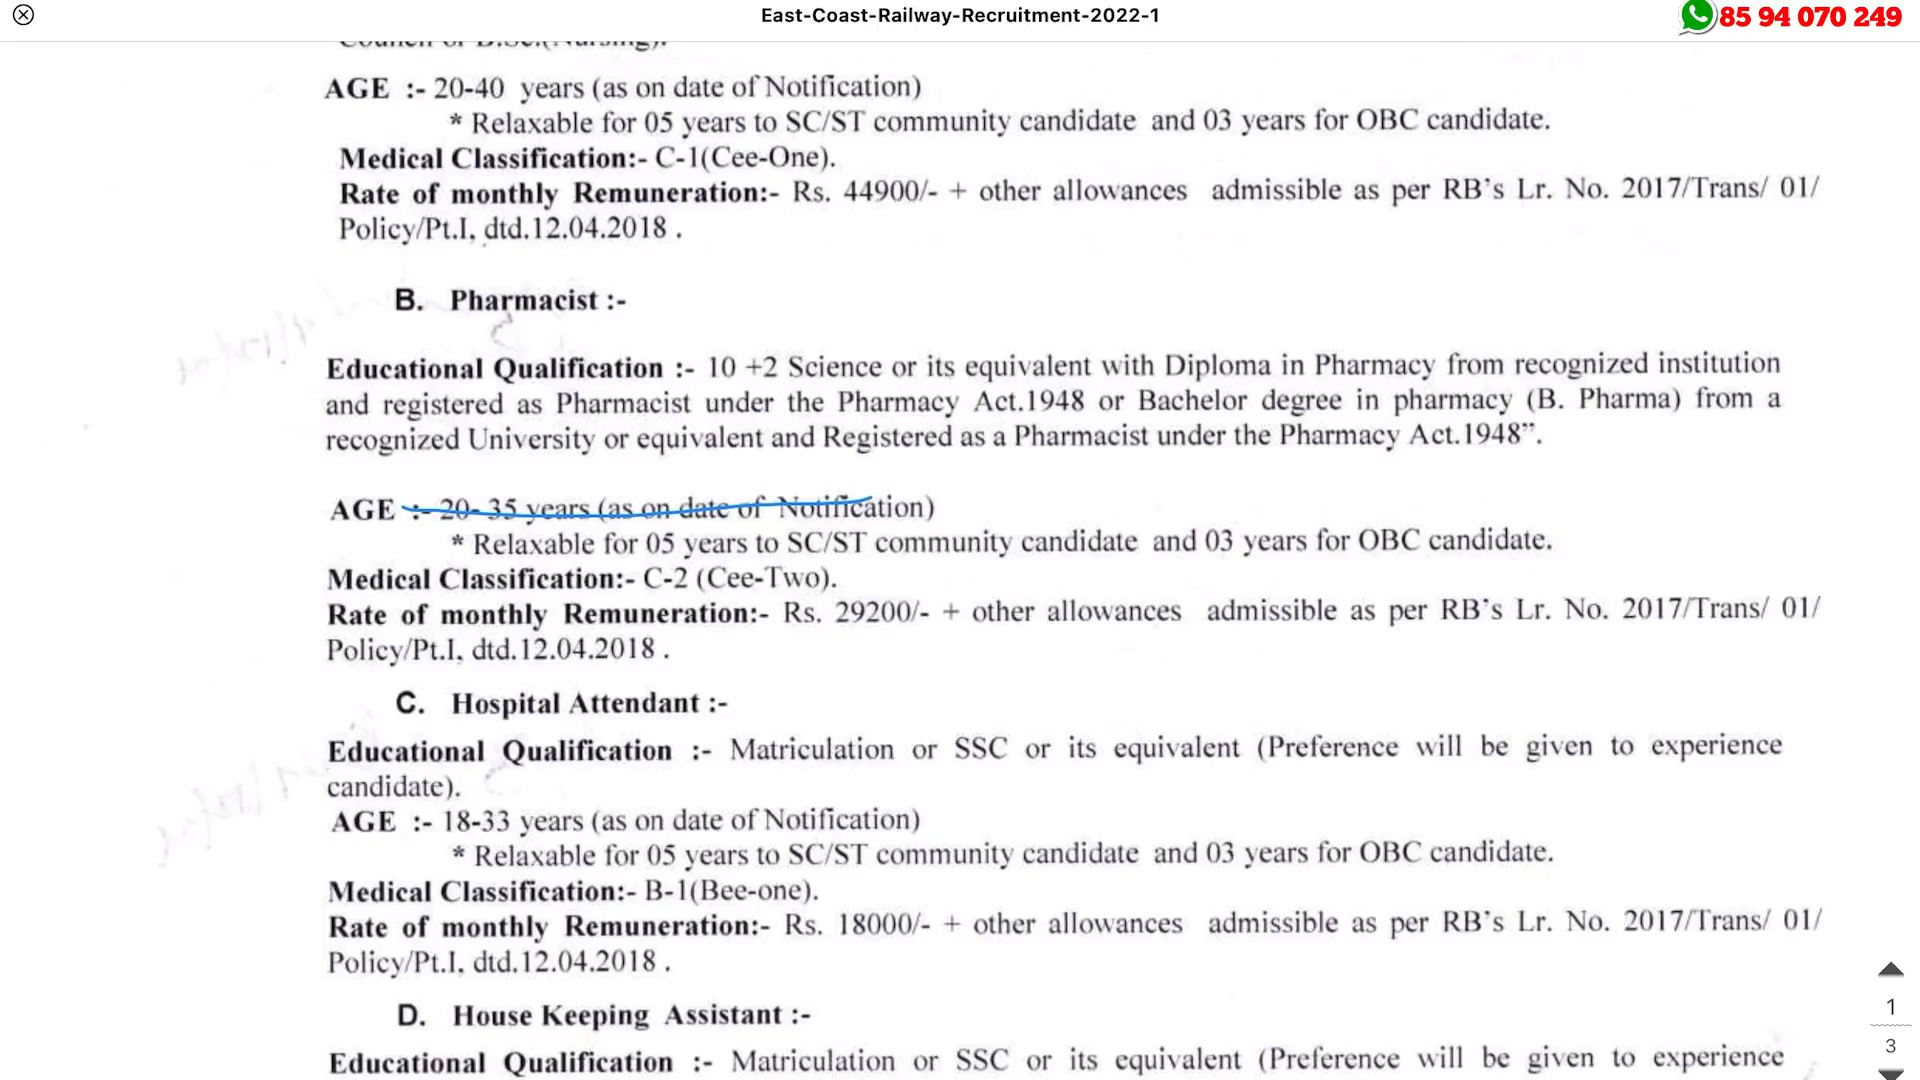 East-Coast-Railway-Recruitment-2022-1
85 94 070 249
Council or B.Sc.(Nursing).
AGE :- 20-40 years (as on date of Notification)
* Relaxable for 05 years to SC/ST community candidate and 03 years for OBC candidate.
Medical Classification:- C-1(Cee-One).
Rate of monthly Remuneration:- Rs. 44900/- + other allowances admissible as per RB's Lr. No. 2017/Trans/ 01/
Policy/Pt.I, dtd.12.04.2018 .
B. Pharmacist :-
Educational Qualification :- 10 +2 Science or its equivalent with Diploma in Pharmacy from recognized institution
and registered as Pharmacist under the Pharmacy Act.1948 or Bachelor degree in pharmacy (B. Pharma) from a
recognized University or equivalent and Registered as a Pharmacist under the Pharmacy Act.1948”.
AGE :- 20- 35 years (as on date of Notification)
* Relaxable for 05 years to SC/ST community candidate and 03 years for OBC candidate.
Medical Classification:- C-2 (Cee-Two).
Rate of monthly Remuneration:- Rs. 29200/- + other allowances admissible as per RB's Lr. No. 2017/Trans/ 01/
Policy/Pt.I, dtd.12.04.2018 .
C. Hospital Attendant :-
Educational Qualification :- Matriculation or SSC or its equivalent (Preference will be given to experience
candidate).
AGE :- 18-33 years (as on date of Notification)
* Relaxable for 05 years to SC/ST community candidate and 03 years for OBC candidate.
Medical Classification:- B-1(Bee-one).
Rate of monthly Remuneration:- Rs. 18000/- + other allowances admissible as per RB's Lr. No. 2017/Trans/ 01/
Policy/Pt.I, dtd.12.04.2018 .
D. House Keeping Assistant :-
Educational Qualification :- Matriculation or SSC or its equivalent (Preference will be given to experience
1
3